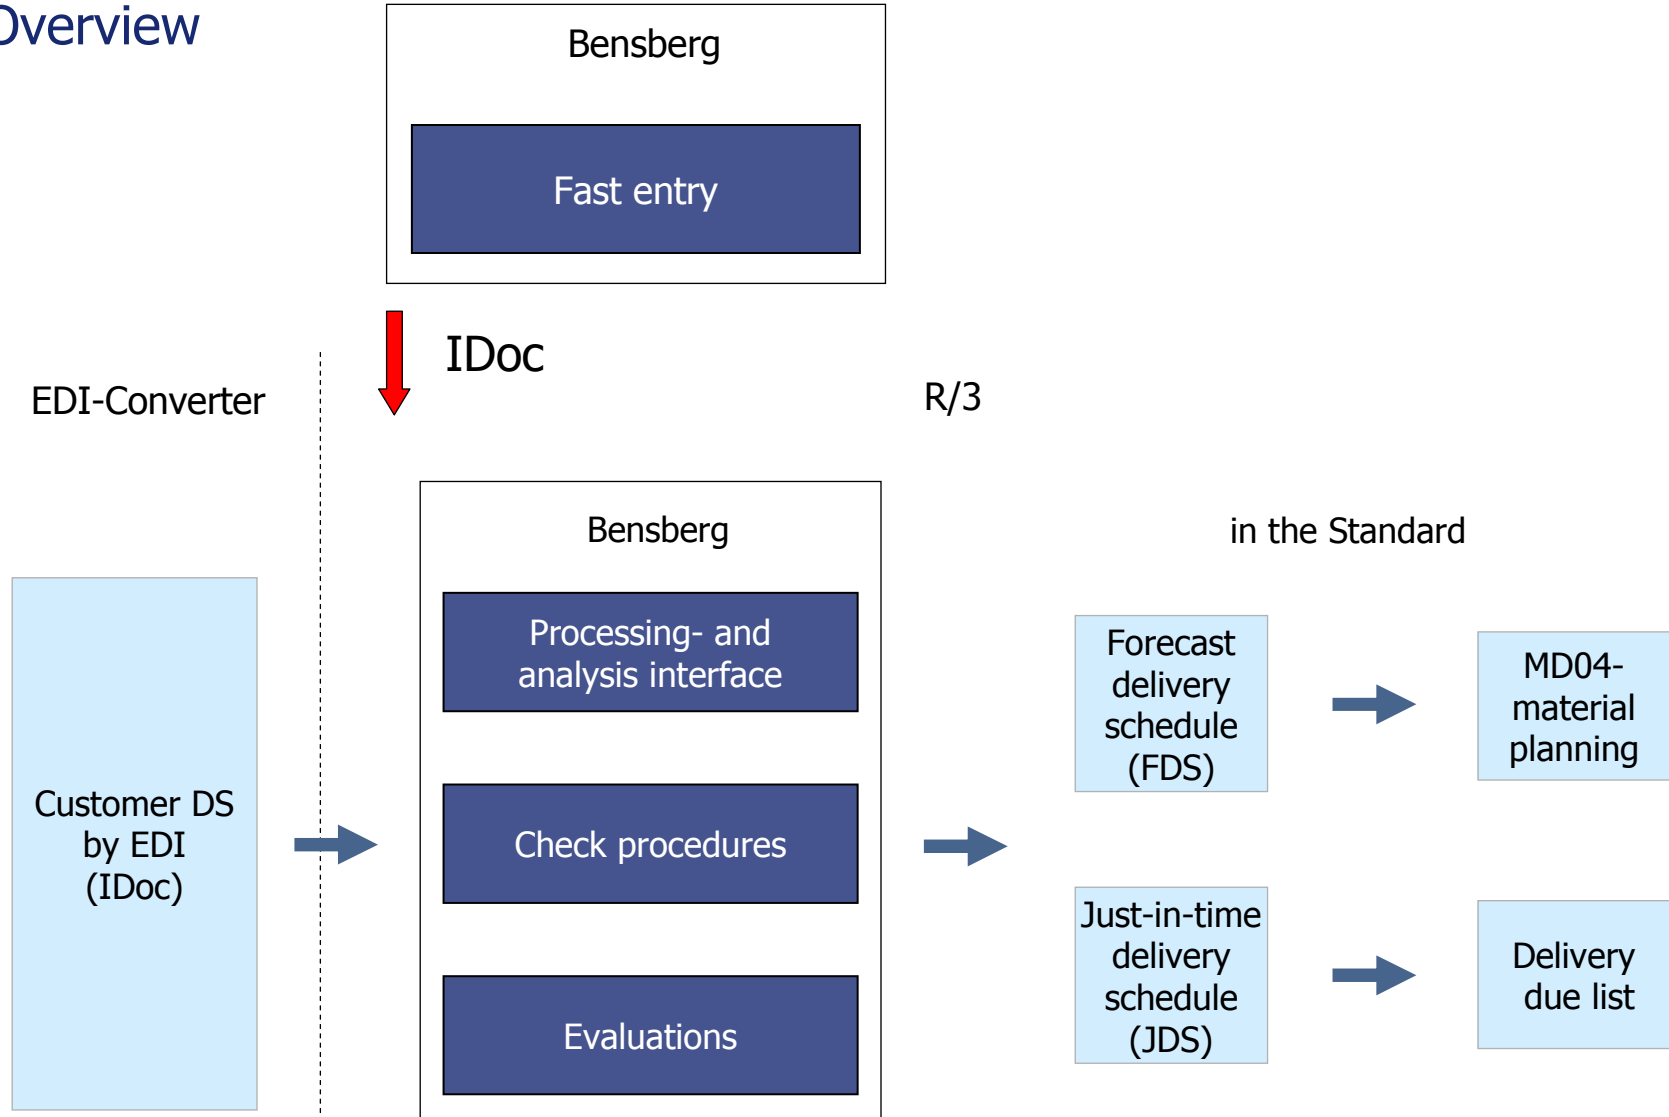 Overview
Bensberg
Fast entry
IDoc
EDI-Converter
R/3
Bensberg
in the Standard
Processing- and
analysis interface
Forecast
delivery
schedule
(FDS)
MD04-
material
planning
Customer DS
by EDI
(IDoc)
Check procedures
Just-in-time
delivery
schedule
(JDS)
Delivery
due list
Evaluations